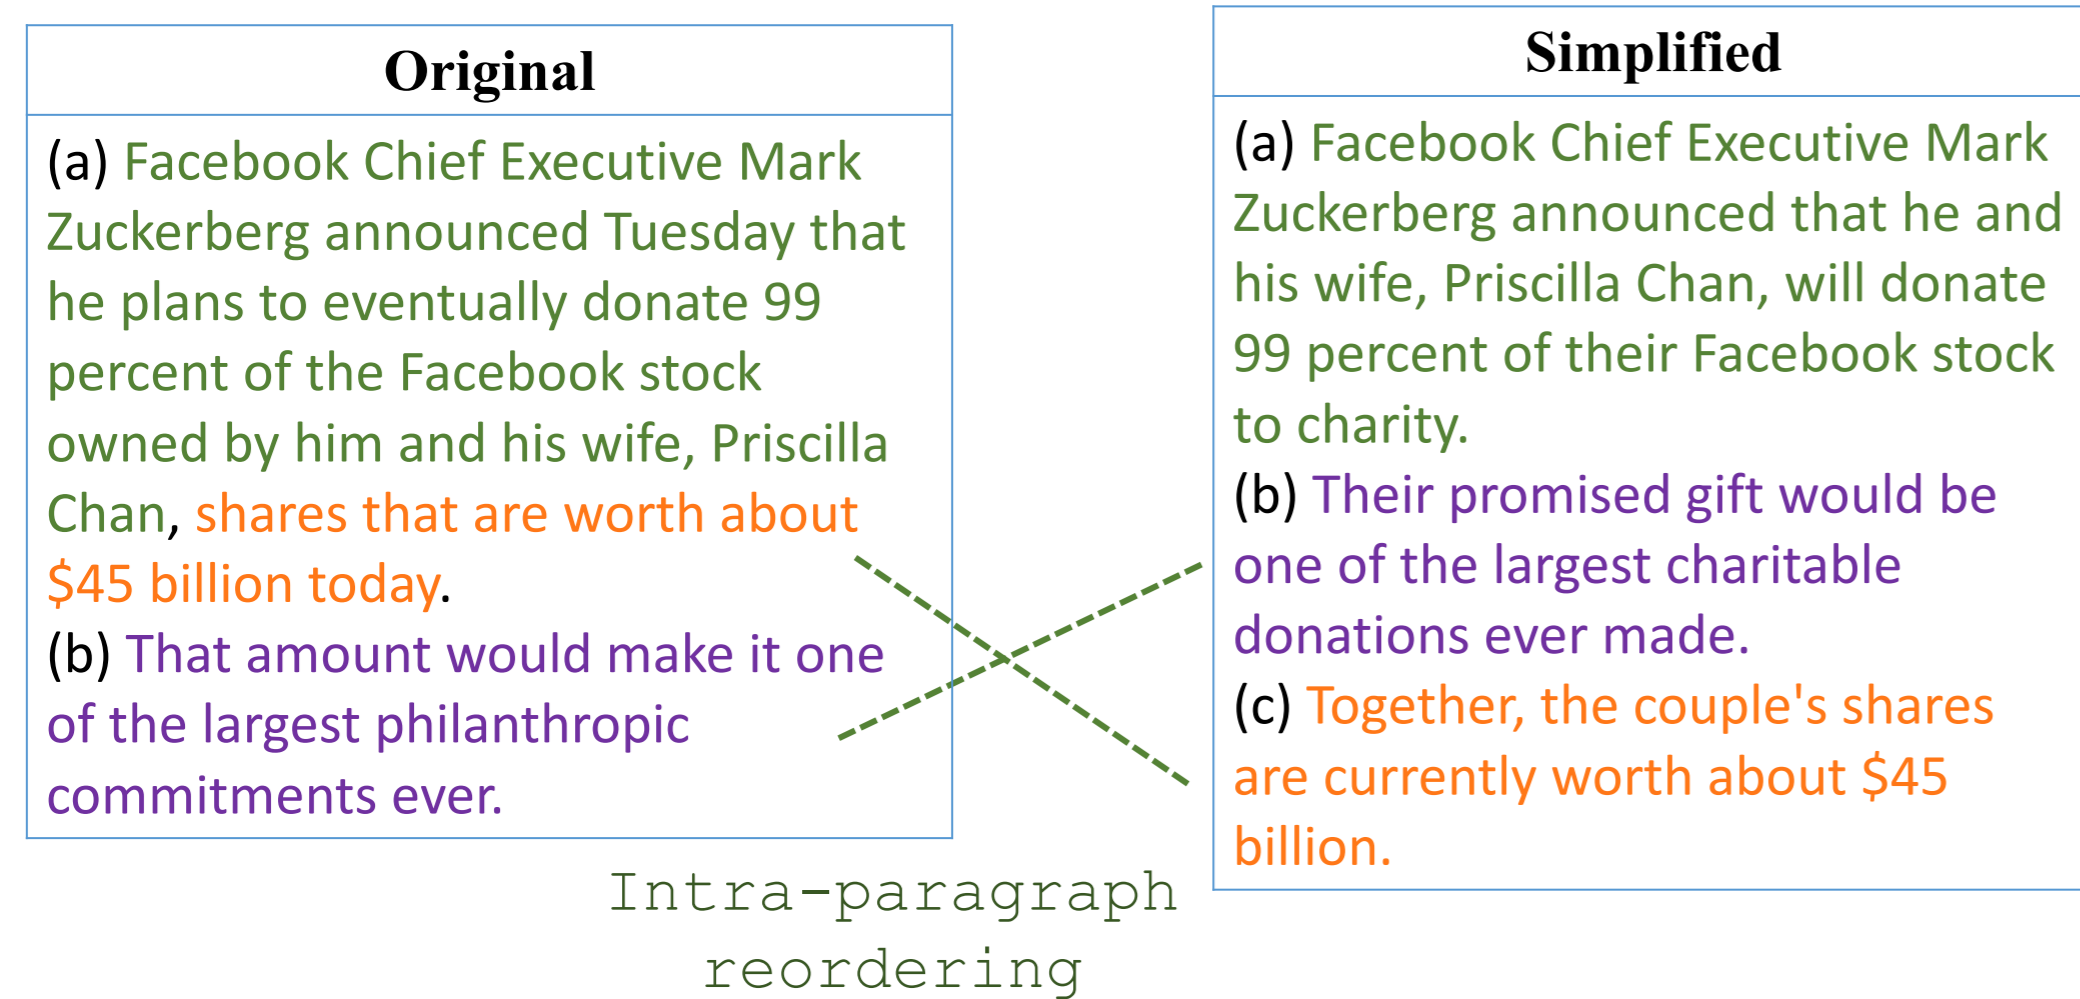 Original
(a) Facebook Chief Executive Mark
Zuckerberg announced Tuesday that
he plans to eventually donate 99
percent of the Facebook stock
owned by him and his wife, Priscilla
Chan, shares that are worth about
$45 billion today.
(b) That amount would make it one
of the largest philanthropic
commitments ever.
Simplified
(a) Facebook Chief Executive Mark
Zuckerberg announced that he and
his wife, Priscilla Chan, will donate
99 percent of their Facebook stock
to charity.
(b) Their promised gift would be
one of the largest charitable
donations ever made.
(c) Together, the couple's shares
are currently worth about $45
billion.
Intra-paragraph
reordering